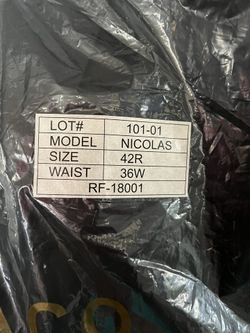 LOT# 101-01
MODEL NICOLAS
SIZE 42R
WAIST 36W
RF-18001